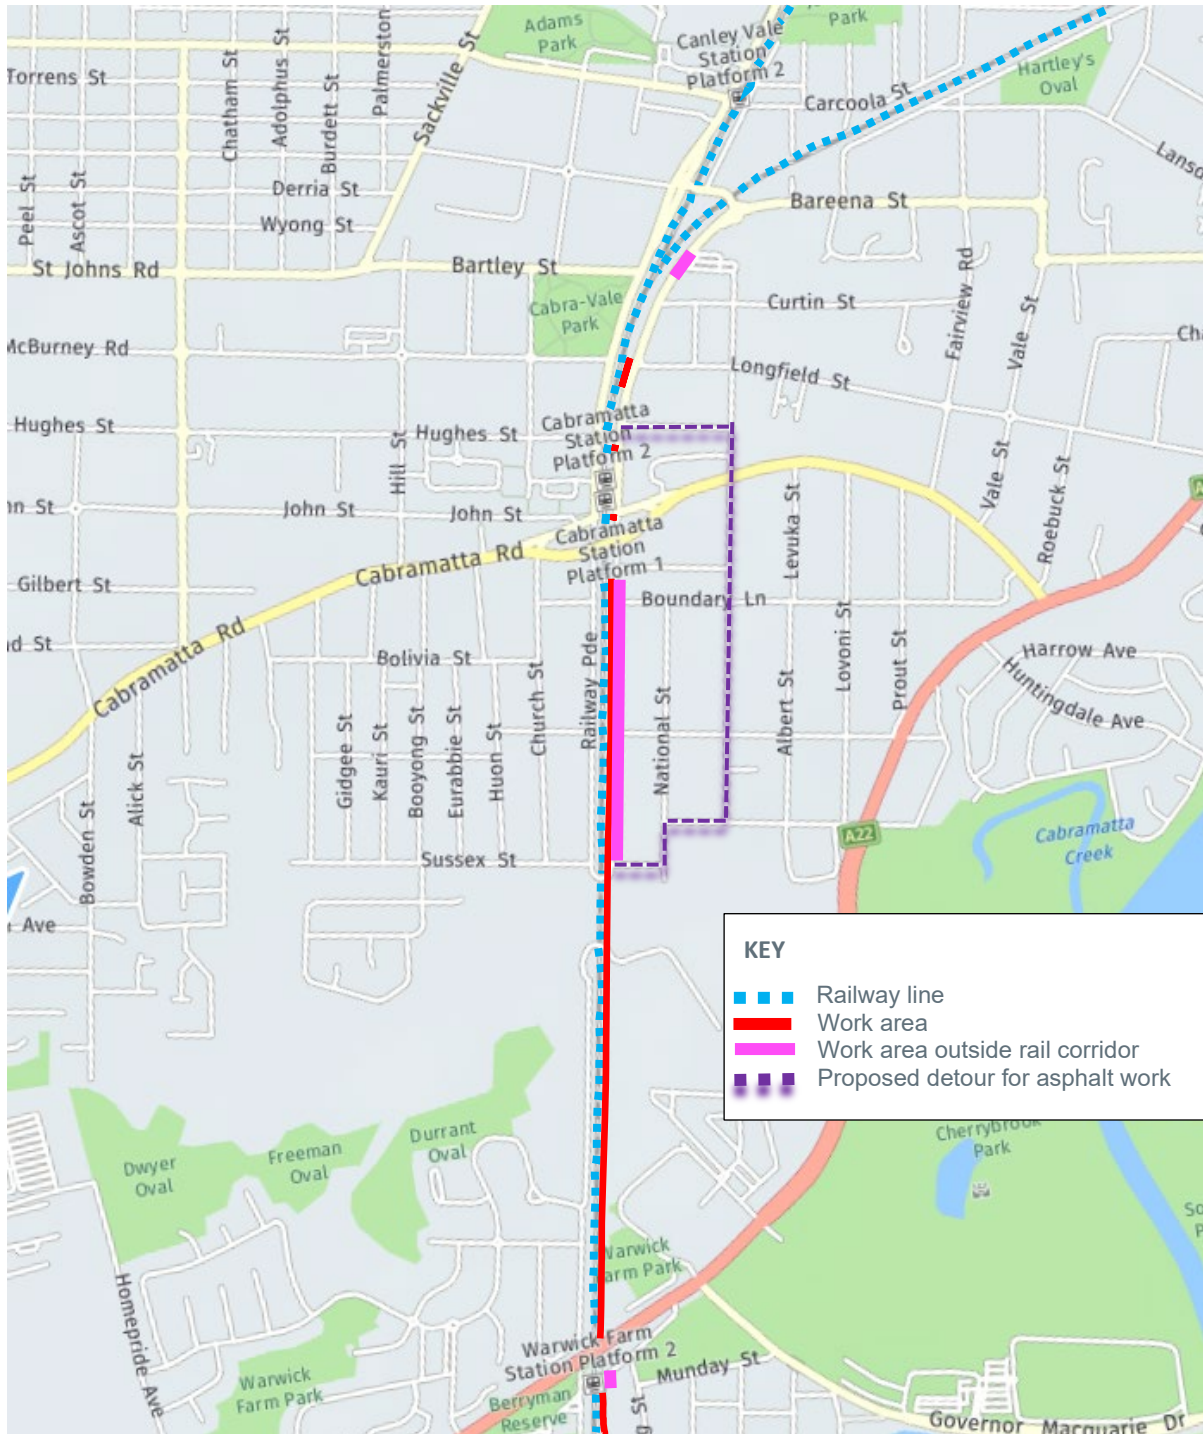 Adams
Park
Park
Canley Vale
Station
Platform 2
Hartley's
Oval
Torrens St
Chatham St
Adolphus St
Burdett St
Palmerston
Sackville St
Carcoola St
Derria St
Wyong St
Peel St
Ascot St
Bareena St
St Johns Rd
Bartley St
Cabra-Vale
Park
Curtin St
Fairview Rd
Vale St
McBurney Rd
Longfield St
Hughes St
Hughes St
Hill St
Cabramatta
Station
Platform 2
John St
John St
Cabramatta
Station
Platform 1
Cabramatta Rd
Levuka St
Vale St
Roebuck St
Gilbert St
Boundary Ln
Cabramatta Rd
Bolivia St
Railway Pde
Church St
National St
Albert St
Lovoni St
Prout St
Harrow Ave
Huntingdale Ave
Gidgee St
Kauri St
Booyong St
Eurabbie St
Huon St
Alick St
Bowden St
Sussex St
A22
Cabramatta
Creek
Ave
KEY
Railway line
Work area
Work area outside rail corridor
Proposed detour for asphalt work
Cherrybrook
Park
Dwyer
Oval
Freeman
Oval
Durrant
Oval
Warwick
Farm Park
Homepride Ave
Warwick Farm
Station Platform 2
Munday St
Warwick
Farm Park
Berryman
Reserve
Governor Macquarie Dr